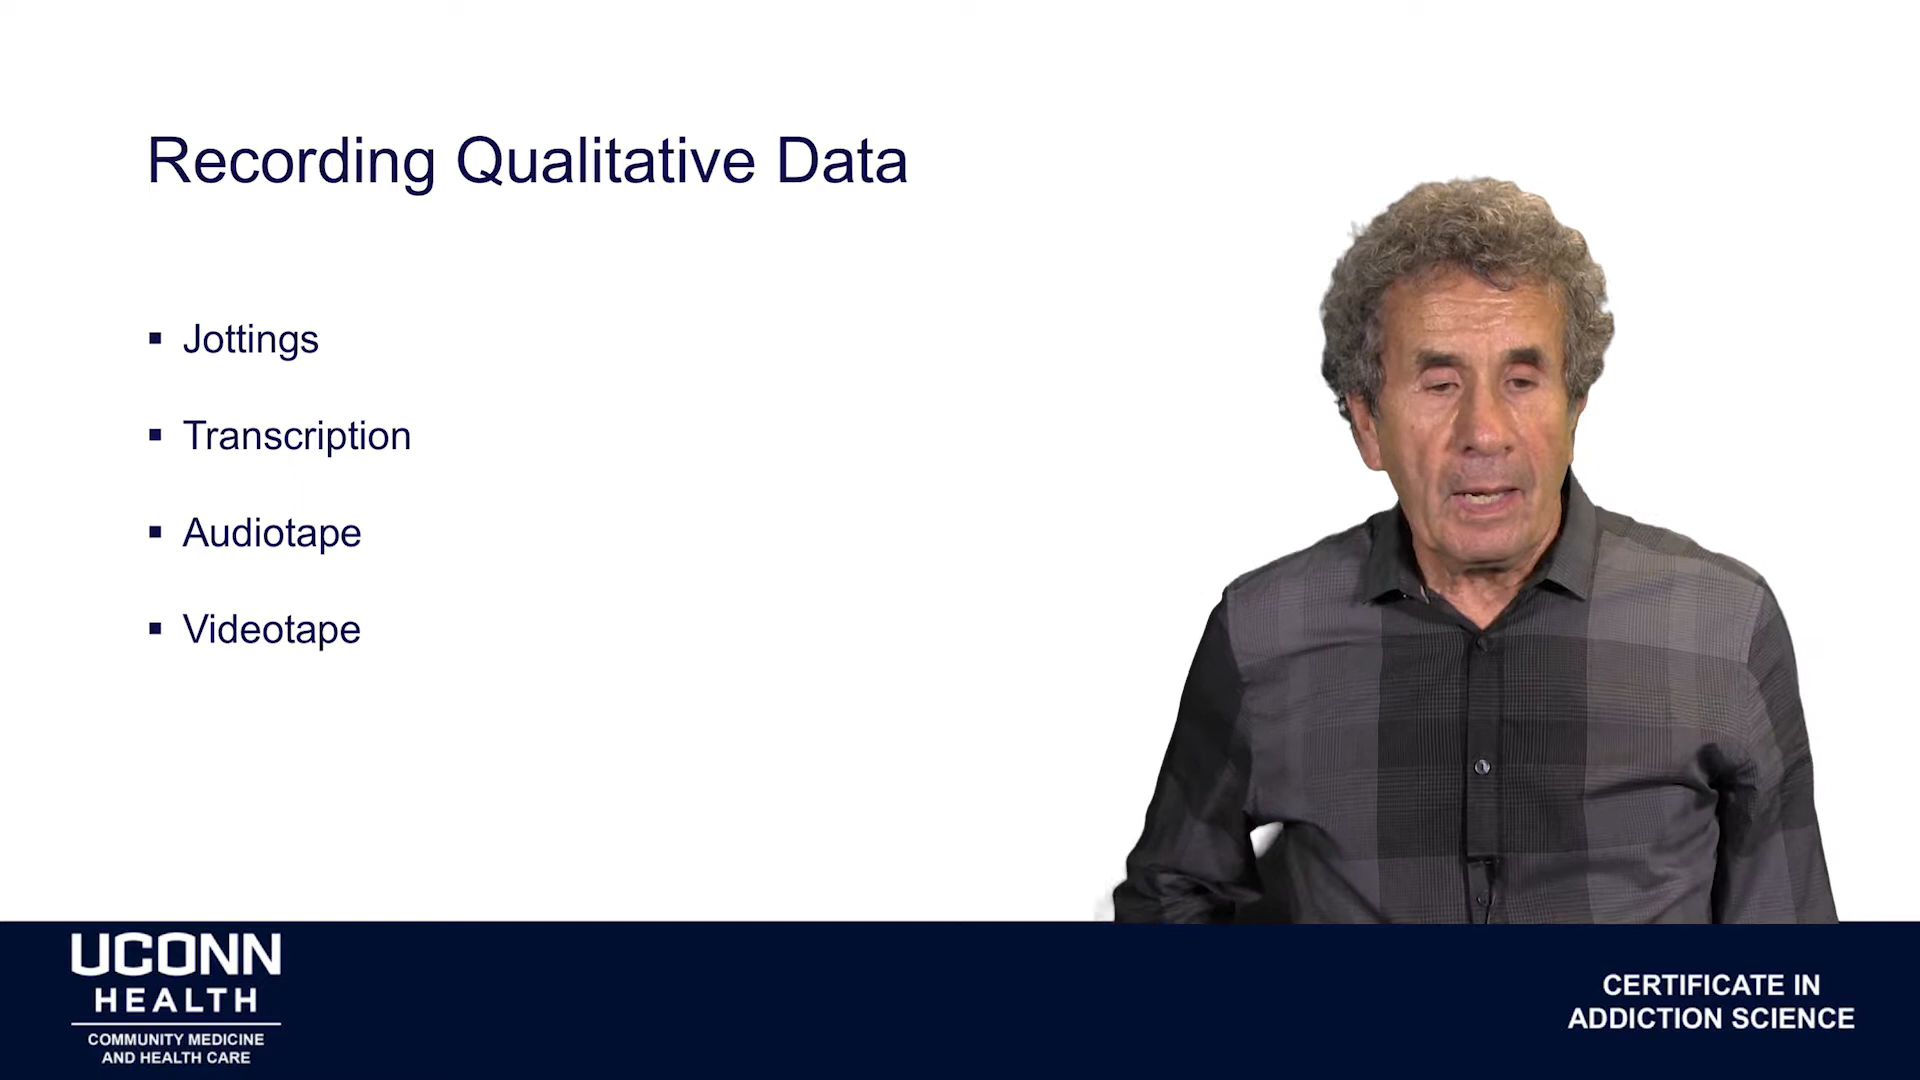 Recording Qualitative Data
▪ Jottings
▪ Transcription
▪ Audiotape
▪ Videotape
UCONN
HEALTH
COMMUNITY MEDICINE
AND HEALTH CARE
CERTIFICATE IN
ADDICTION SCIENCE